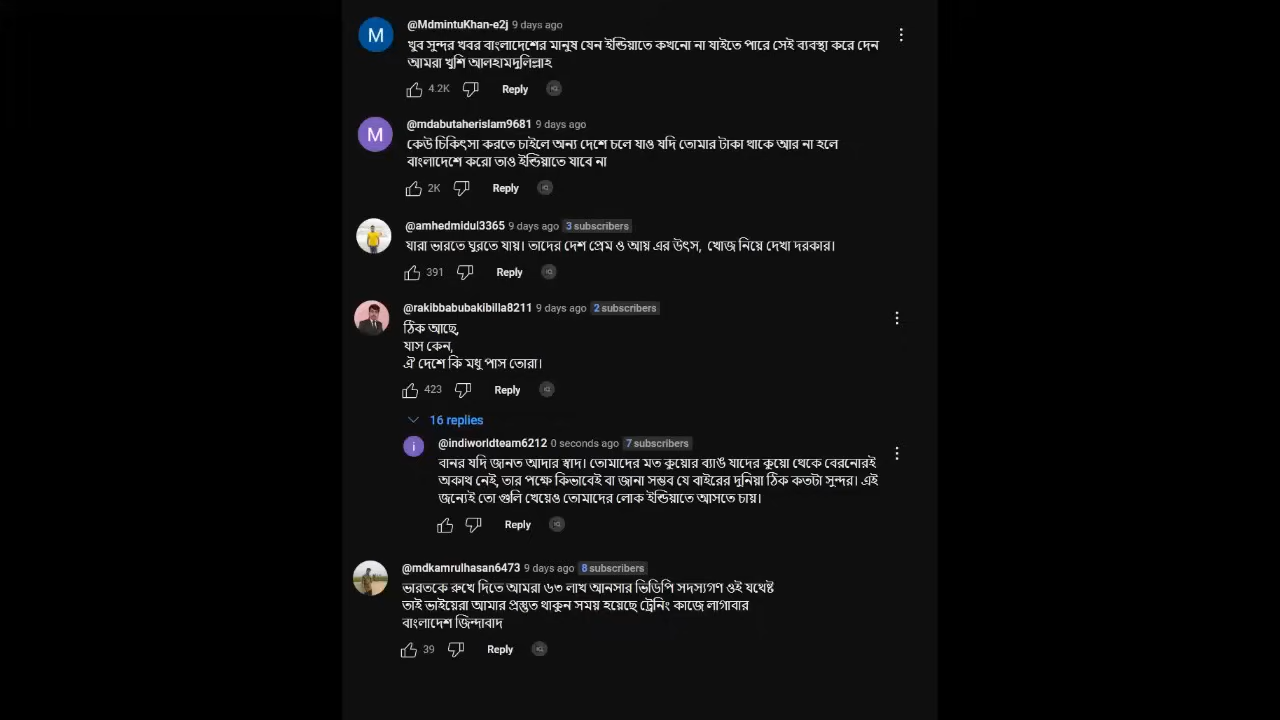 M
@MdmintuKhan-e2j 9 days ago
খুব সুন্দর খবর বাংলাদেশের মানুষ যেন ইন্ডিয়াতে কখনো না যাইতে পারে সেই ব্যবস্থা করে দেন
আমরা খুশি আলহামদুলিল্লাহ
4.2K Reply
M
@mdabutaherislam9681 9 days ago
কেউ চিকিৎসা করতে চাইলে অন্য দেশে চলে যাও যদি তোমার টাকা থাকে আর না হলে
বাংলাদেশে করো তাও ইন্ডিয়াতে যাবে না
2K Reply
@amhedmidul3365 9 days ago 3 subscribers
যারা ভারতে ঘুরতে যায়। তাদের দেশ প্রেম ও আয় এর উৎস, খোজ নিয়ে দেখা দরকার।
391 Reply
@rakibbabubakibilla8211 9 days ago 2 subscribers
ঠিক আছে,
যাস কেন,
ঐ দেশে কি মধু পাস তোরা।
423 Reply
16 replies
i
@indiworldteam6212 0 seconds ago 7 subscribers
বানর যদি জানত আদার স্বাদ। তোমাদের মত কুয়োর ব্যাঙ যাদের কুয়ো থেকে বেরনোরই
অকাথ নেই, তার পক্ষে কিভাবেই বা জানা সম্ভব যে বাইরের দুনিয়া ঠিক কতটা সুন্দর। এই
জন্যেই তো গুলি খেয়েও তোমাদের লোক ইন্ডিয়াতে আসতে চায়।
Reply
@mdkamrulhasan6473 9 days ago 8 subscribers
ভারতকে রুখে দিতে আমরা ৬৩ লাখ আনসার ভিডিপি সদস্যগণ ওই যথেষ্ট
তাই ভাইয়েরা আমার প্রস্তুত থাকুন সময় হয়েছে ট্রেনিং কাজে লাগাবার
বাংলাদেশ জিন্দাবাদ
39 Reply